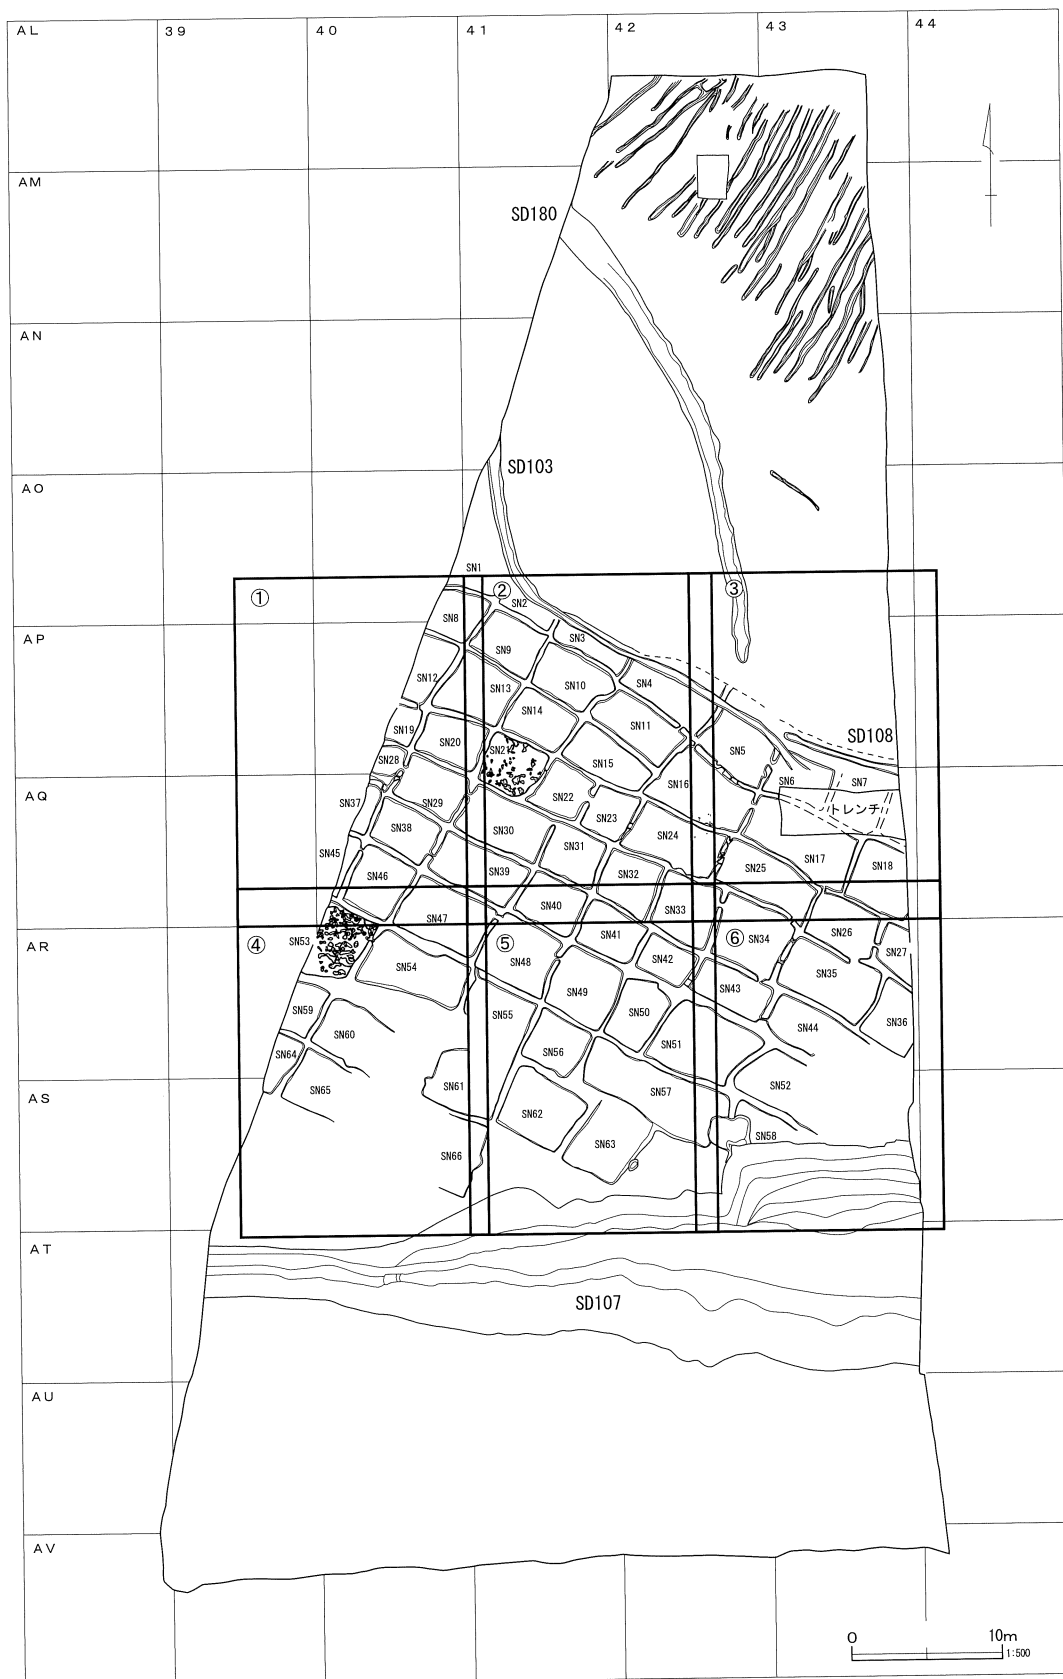 AL
39
40
41
42
43
44
AM
SD180
AN
SD103
AO
SN1
①
②
③
SN2
SN8
AP
SN3
SN9
SN12
SN13
SN10
SN4
SN14
SN11
SN19
SN20
SN21
SN5
SD108
SN28
SN15
SN16
SN6
SN7
AQ
SN37
SN29
SN22
SN23
トレンチ
SN38
SN30
SN24
SN31
SN45
SN46
SN39
SN32
SN25
SN17
SN18
SN47
SN40
SN33
AR
④
SN53
⑤
SN41
⑥
SN34
SN26
SN27
SN54
SN48
SN42
SN35
SN49
SN43
SN59
SN60
SN55
SN50
SN44
SN36
SN64
SN56
SN51
SN65
SN61
SN57
SN52
AS
SN62
SN63
SN58
SN66
AT
SD107
AU
AV
0 10m
1:500